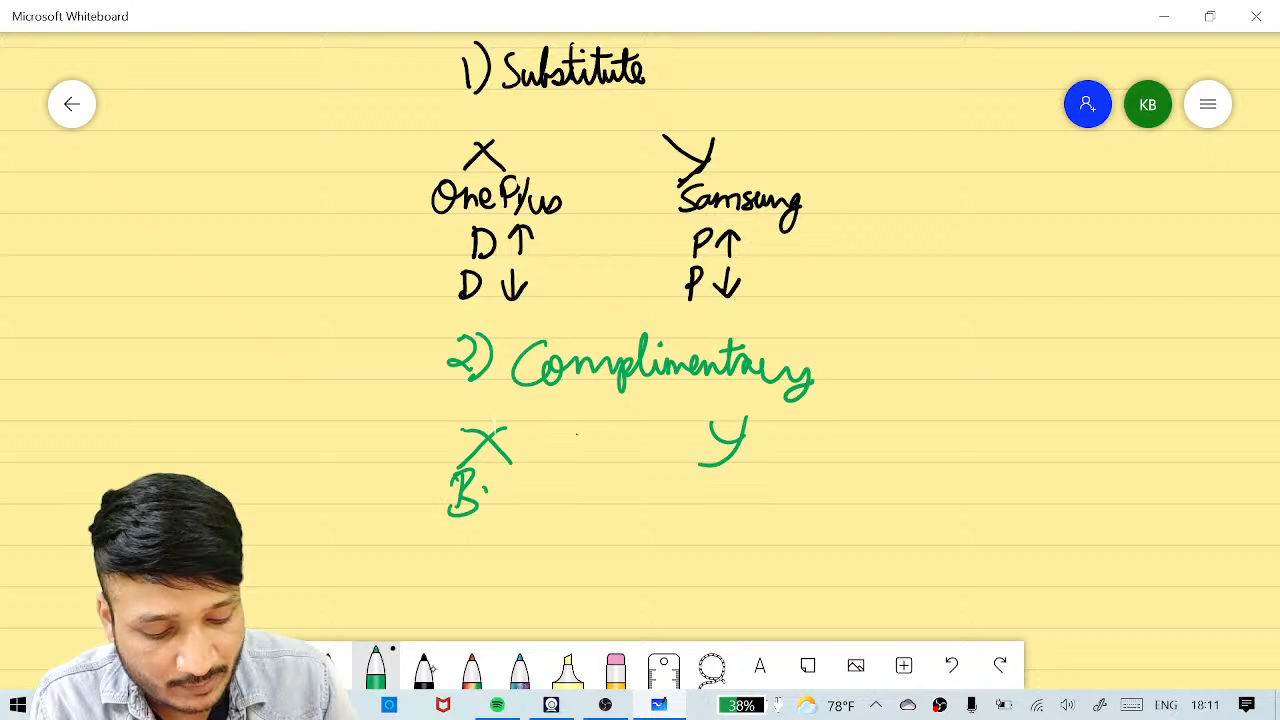 Microsoft Whiteboard
1) Substitute
KB
X Y
OnePlus Samsung
D ↑ P ↑
D ↓ P ↓
2) Complimentary
X Y
B
A
38% 78°F ENG 18:11